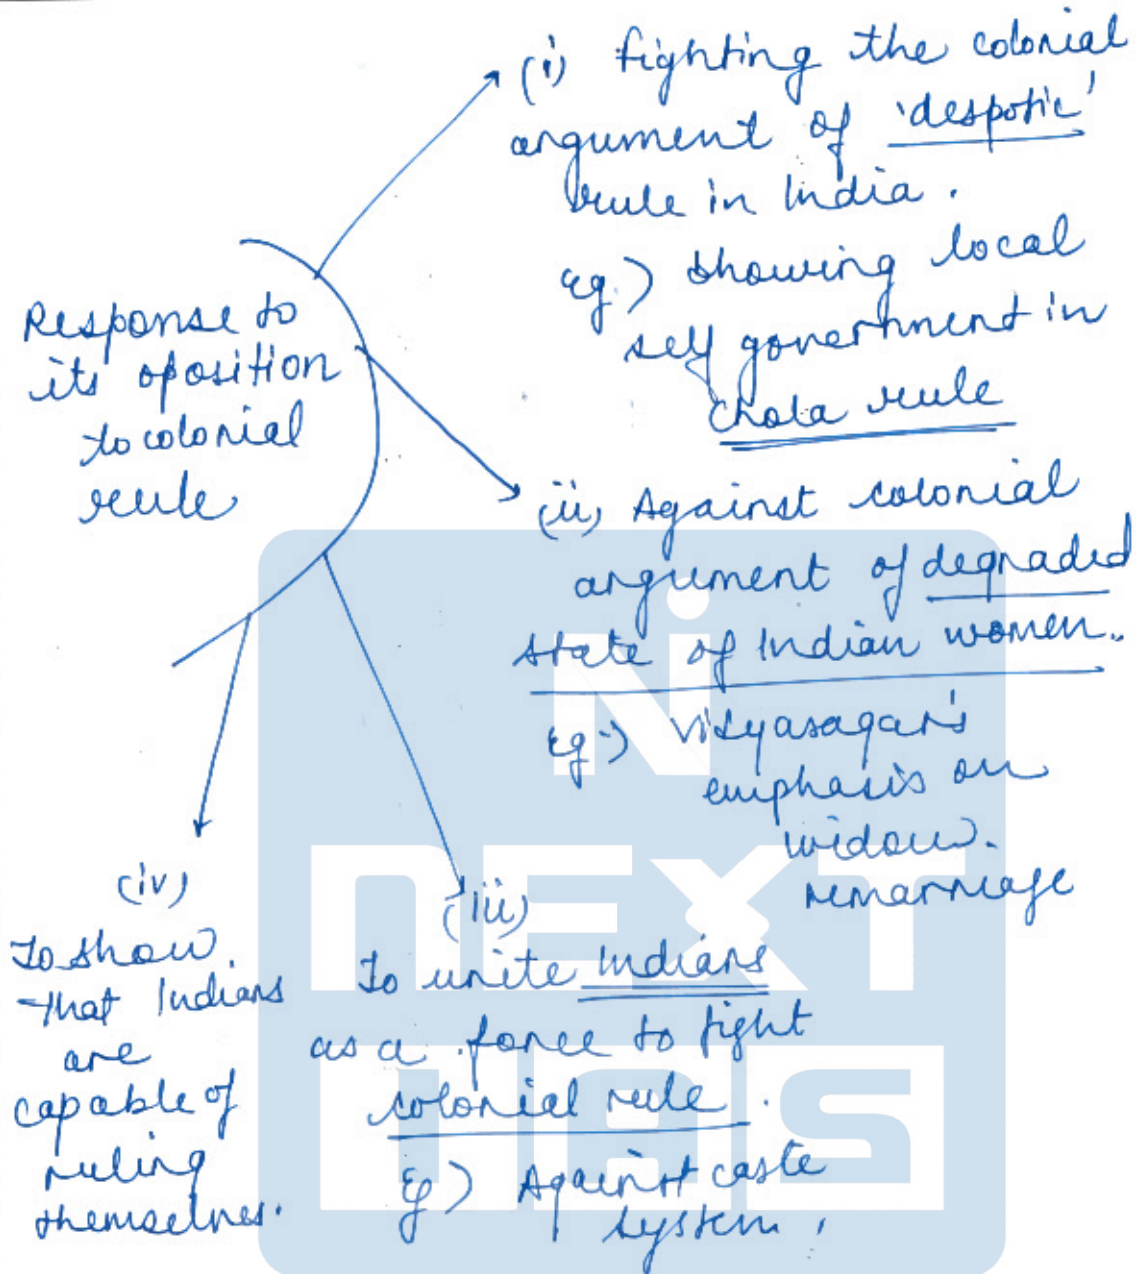 Response to
its oposition
to colonial
rule
(i) fighting the colonial
argument of 'despotic'
rule in India.
Eg.) showing local
self government in
Chola rule
(ii) Against colonial
argument of degraded
state of Indian women.
Eg:) Vidyasagar's
emphasis on
widow-
remarriage
(iii)
To unite Indians
as a force to fight
colonial rule.
Eg) Against caste
system,
(iv)
To show
that Indians
are
capable of
ruling
themselves.
NEXT
IAS